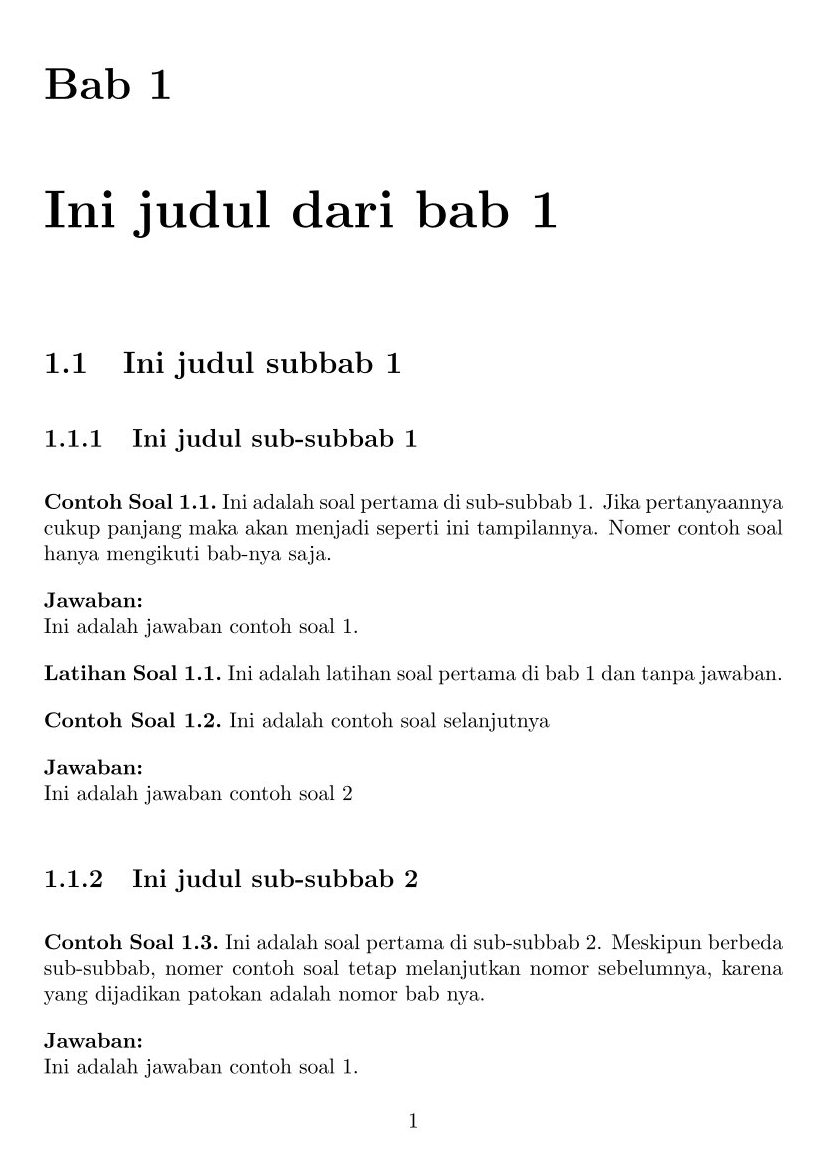 Bab 1
Ini judul dari bab 1
1.1 Ini judul subbab 1
1.1.1 Ini judul sub-subbab 1
Contoh Soal 1.1. Ini adalah soal pertama di sub-subbab 1. Jika pertanyaannya
cukup panjang maka akan menjadi seperti ini tampilannya. Nomer contoh soal
hanya mengikuti bab-nya saja.
Jawaban:
Ini adalah jawaban contoh soal 1.
Latihan Soal 1.1. Ini adalah latihan soal pertama di bab 1 dan tanpa jawaban.
Contoh Soal 1.2. Ini adalah contoh soal selanjutnya
Jawaban:
Ini adalah jawaban contoh soal 2
1.1.2 Ini judul sub-subbab 2
Contoh Soal 1.3. Ini adalah soal pertama di sub-subbab 2. Meskipun berbeda
sub-subbab, nomer contoh soal tetap melanjutkan nomor sebelumnya, karena
yang dijadikan patokan adalah nomor bab nya.
Jawaban:
Ini adalah jawaban contoh soal 1.
1